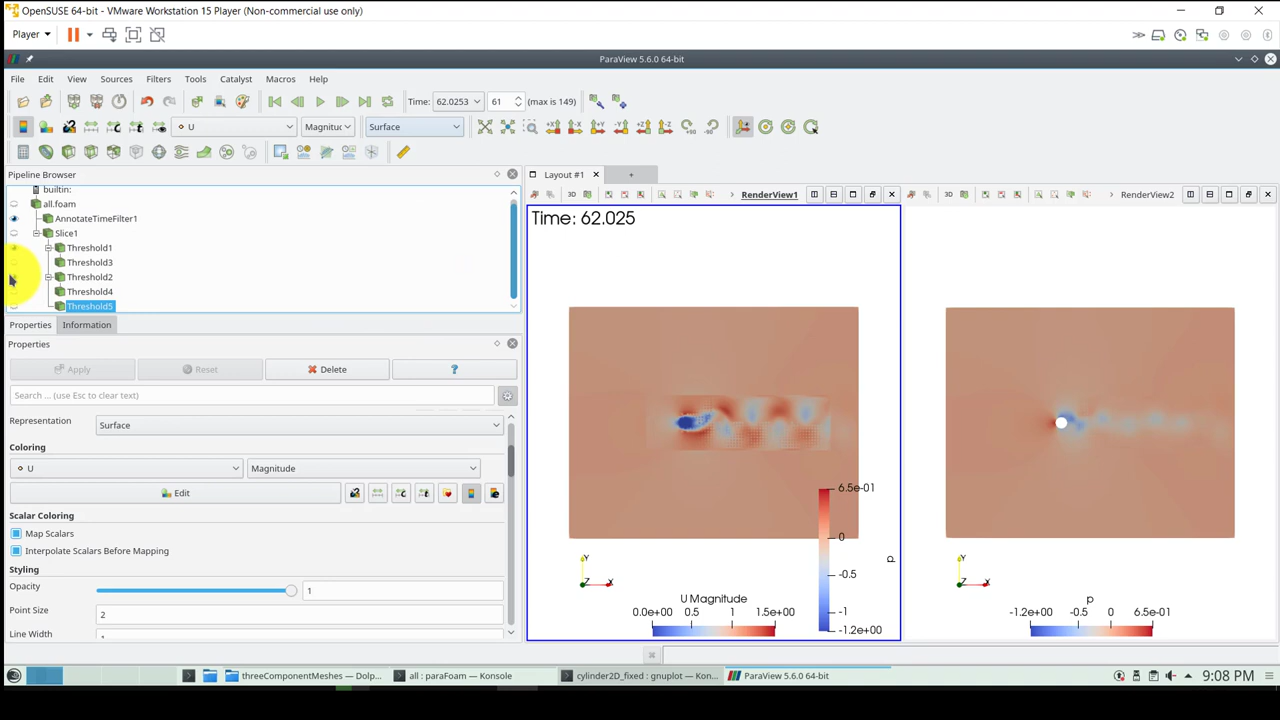 OpenSUSE 64-bit - VMware Workstation 15 Player (Non-commercial use only)
Player
ParaView 5.6.0 64-bit
File Edit View Sources Filters Tools Catalyst Macros Help
Time: 62.0253 61 (max is 149)
U Magnituc Surface
Pipeline Browser
Layout #1
3D RenderView1 3D RenderView2
builtin:
all.foam
AnnotateTimeFilter1
Slice1
Threshold1
Threshold3
Threshold2
Threshold4
Threshold5
Time: 62.025
Properties Information
Properties
Apply Reset Delete ?
Search ... (use Esc to clear text)
Representation Surface
Coloring
U Magnitude
Edit
Scalar Coloring
Map Scalars
Interpolate Scalars Before Mapping
Styling
Opacity 1
Point Size 2
Line Width
6.5e-01
0
-0.5
-1
-1.2e+00
p
Y
Z X
U Magnitude
0.0e+00 0.5 1 1.5e+00
Y
Z X
p
-1.2e+00 -0.5 0 6.5e-01
threeComponentMeshes : Dolp... all : paraFoam — Konsole cylinder2D_fixed : gnuplot — Kon... ParaView 5.6.0 64-bit 9:08 PM